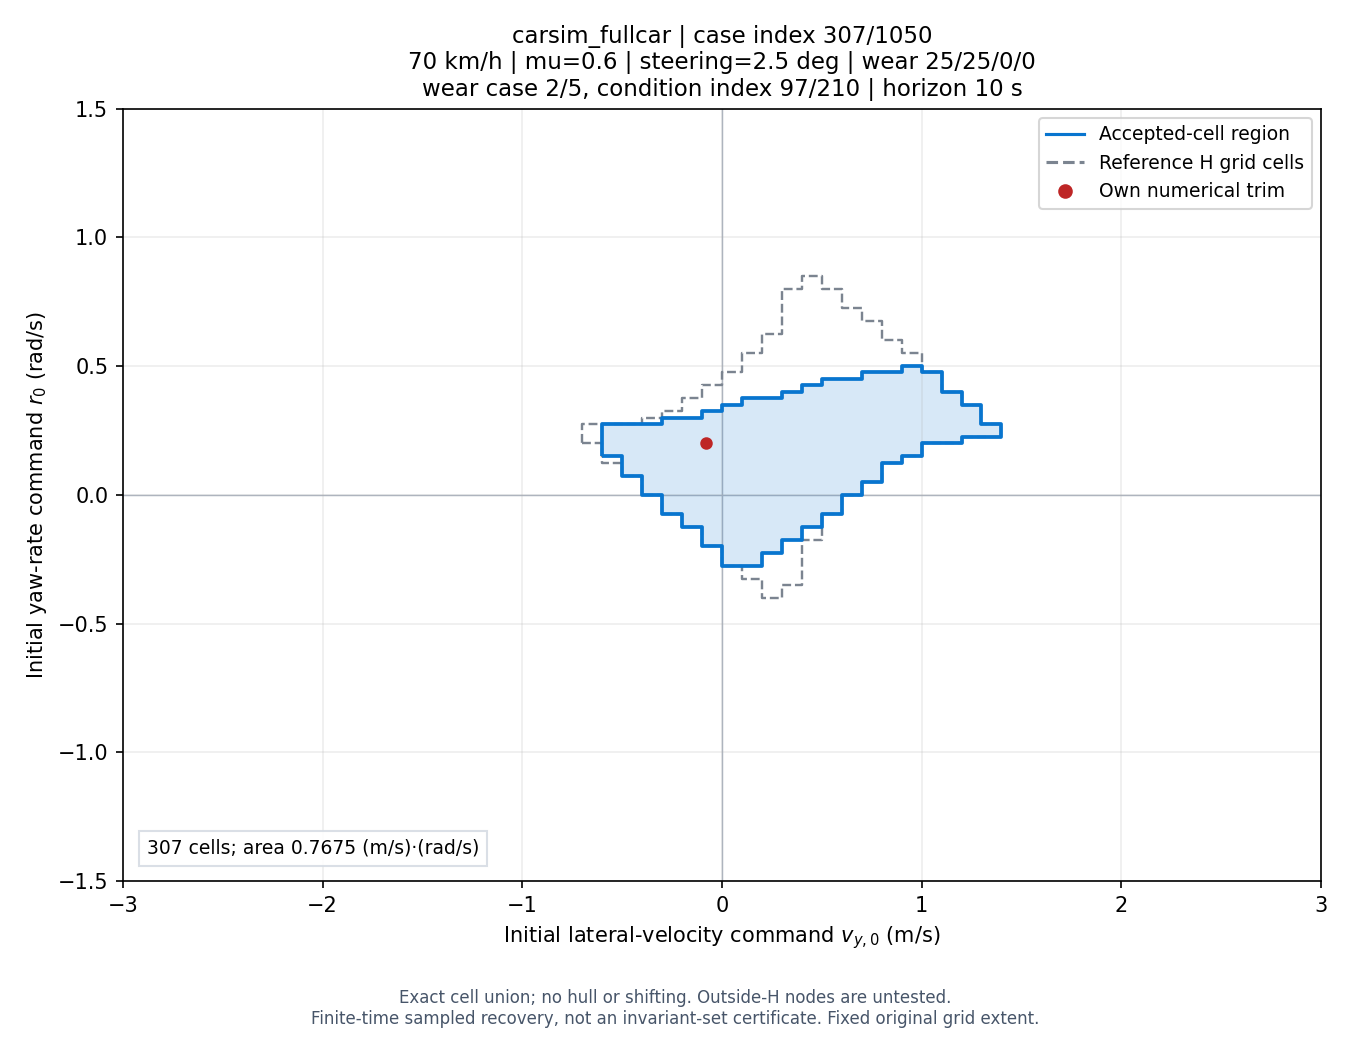 carsim_fullcar | case index 307/1050
70 km/h | mu=0.6 | steering=2.5 deg | wear 25/25/0/0
wear case 2/5, condition index 97/210 | horizon 10 s
Accepted-cell region
Reference H grid cells
Own numerical trim
1.5
1.0
0.5
0.0
−0.5
−1.0
−1.5
Initial yaw-rate command r₀ (rad/s)
307 cells; area 0.7675 (m/s)·(rad/s)
−3
−2
−1
0
1
2
3
Initial lateral-velocity command v_{y,0} (m/s)
Exact cell union; no hull or shifting. Outside-H nodes are untested.
Finite-time sampled recovery, not an invariant-set certificate. Fixed original grid extent.